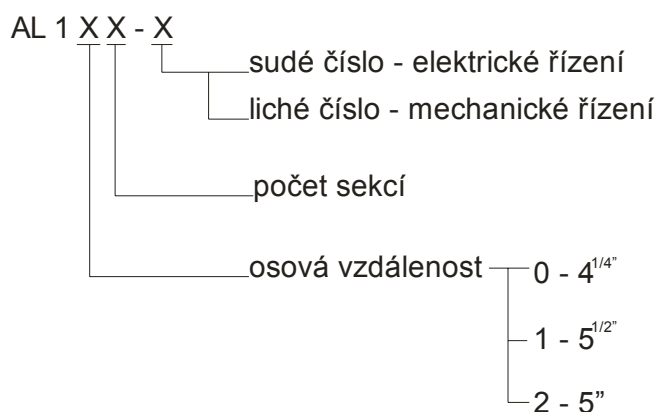 AL 1 X X - X
sudé číslo - elektrické řízení
liché číslo - mechanické řízení
počet sekcí
osová vzdálenost
0 - 4 1/4”
1 - 5 1/2”
2 - 5”